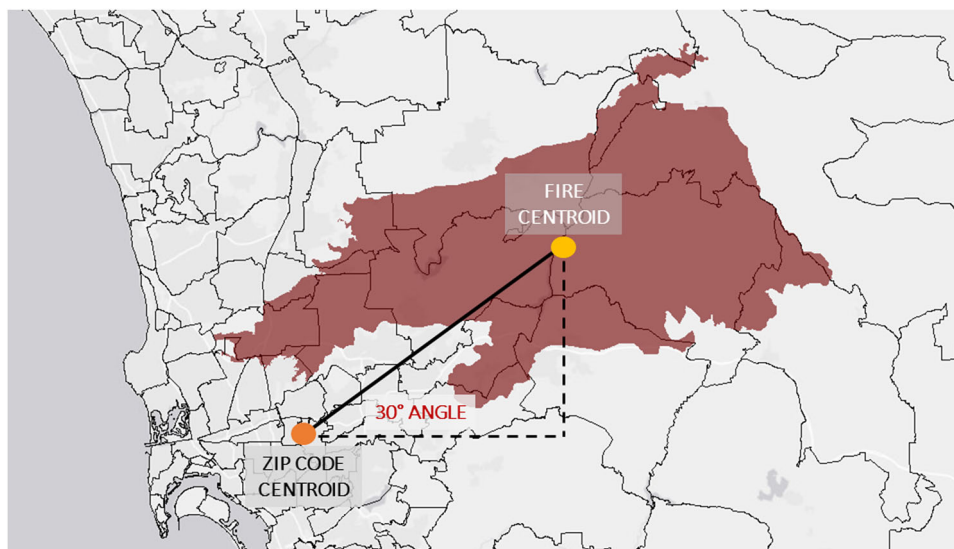 FIRE
CENTROID
30° ANGLE
ZIP CODE
CENTROID